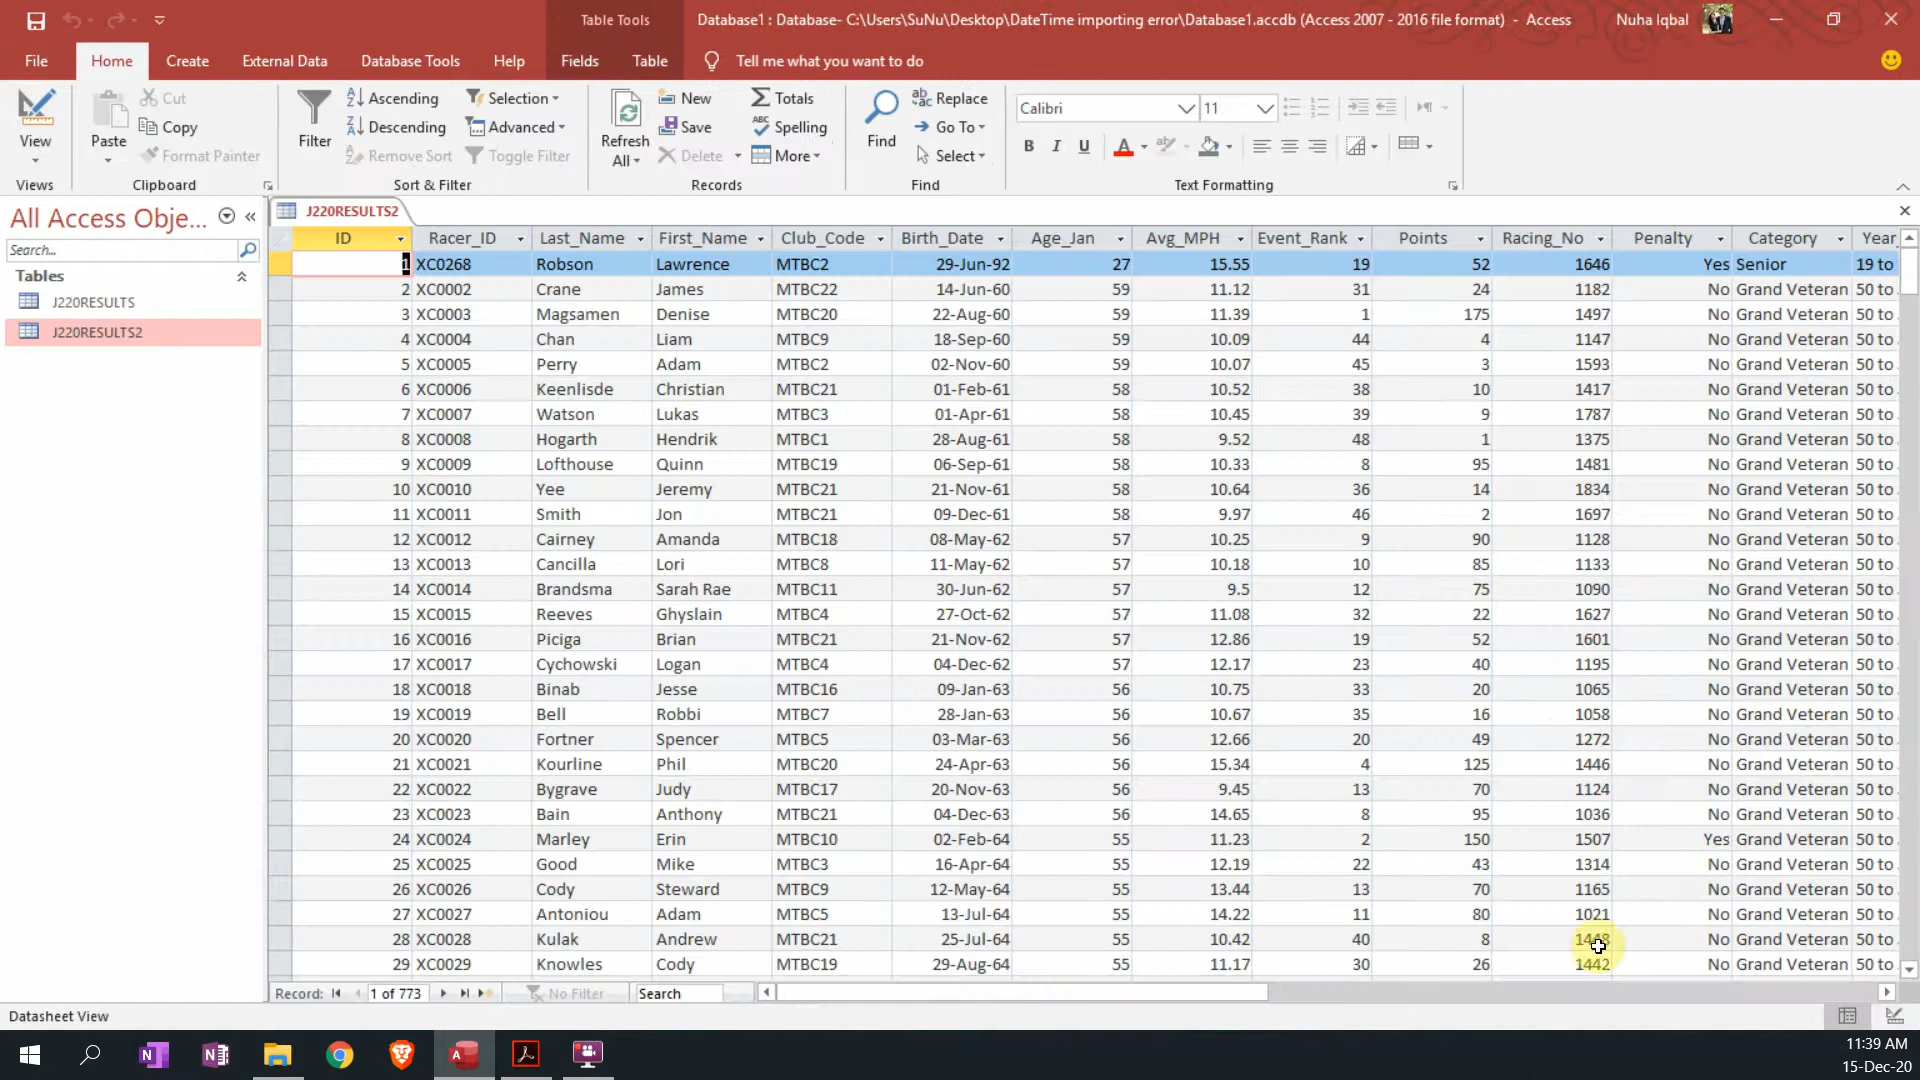 Table Tools
Database1 : Database- C:\Users\SuNu\Desktop\DateTime importing error\Database1.accdb (Access 2007 - 2016 file format) - Access
Nuha Iqbal
File Home Create External Data Database Tools Help Fields Table Tell me what you want to do
View
Paste
Cut
Copy
Format Painter
Filter
Ascending
Descending
Remove Sort
Selection
Advanced
Toggle Filter
Refresh
All
New
Save
Delete
Totals
Spelling
More
Find
Replace
Go To
Select
Calibri 11
B I U A
Views Clipboard Sort & Filter Records Find Text Formatting
All Access Obje...
Search...
Tables
J220RESULTS
J220RESULTS2
J220RESULTS2
ID Racer_ID Last_Name First_Name Club_Code Birth_Date Age_Jan Avg_MPH Event_Rank Points Racing_No Penalty Category Year_
1 XC0268 Robson Lawrence MTBC2 29-Jun-92 27 15.55 19 52 1646 Yes Senior 19 to
2 XC0002 Crane James MTBC22 14-Jun-60 59 11.12 31 24 1182 No Grand Veteran 50 to
3 XC0003 Magsamen Denise MTBC20 22-Aug-60 59 11.39 1 175 1497 No Grand Veteran 50 to
4 XC0004 Chan Liam MTBC9 18-Sep-60 59 10.09 44 4 1147 No Grand Veteran 50 to
5 XC0005 Perry Adam MTBC2 02-Nov-60 59 10.07 45 3 1593 No Grand Veteran 50 to
6 XC0006 Keenlisde Christian MTBC21 01-Feb-61 58 10.52 38 10 1417 No Grand Veteran 50 to
7 XC0007 Watson Lukas MTBC3 01-Apr-61 58 10.45 39 9 1787 No Grand Veteran 50 to
8 XC0008 Hogarth Hendrik MTBC1 28-Aug-61 58 9.52 48 1 1375 No Grand Veteran 50 to
9 XC0009 Lofthouse Quinn MTBC19 06-Sep-61 58 10.33 8 95 1481 No Grand Veteran 50 to
10 XC0010 Yee Jeremy MTBC21 21-Nov-61 58 10.64 36 14 1834 No Grand Veteran 50 to
11 XC0011 Smith Jon MTBC21 09-Dec-61 58 9.97 46 2 1697 No Grand Veteran 50 to
12 XC0012 Cairney Amanda MTBC18 08-May-62 57 10.25 9 90 1128 No Grand Veteran 50 to
13 XC0013 Cancilla Lori MTBC8 11-May-62 57 10.18 10 85 1133 No Grand Veteran 50 to
14 XC0014 Brandsma Sarah Rae MTBC11 30-Jun-62 57 9.5 12 75 1090 No Grand Veteran 50 to
15 XC0015 Reeves Ghyslain MTBC4 27-Oct-62 57 11.08 32 22 1627 No Grand Veteran 50 to
16 XC0016 Piciga Brian MTBC21 21-Nov-62 57 12.86 19 52 1601 No Grand Veteran 50 to
17 XC0017 Cychowski Logan MTBC4 04-Dec-62 57 12.17 23 40 1195 No Grand Veteran 50 to
18 XC0018 Binab Jesse MTBC16 09-Jan-63 56 10.75 33 20 1065 No Grand Veteran 50 to
19 XC0019 Bell Robbi MTBC7 28-Jan-63 56 10.67 35 16 1058 No Grand Veteran 50 to
20 XC0020 Fortner Spencer MTBC5 03-Mar-63 56 12.66 20 49 1272 No Grand Veteran 50 to
21 XC0021 Kourline Phil MTBC20 24-Apr-63 56 15.34 4 125 1446 No Grand Veteran 50 to
22 XC0022 Bygrave Judy MTBC17 20-Nov-63 56 9.45 13 70 1124 No Grand Veteran 50 to
23 XC0023 Bain Anthony MTBC21 04-Dec-63 56 14.65 8 95 1036 No Grand Veteran 50 to
24 XC0024 Marley Erin MTBC10 02-Feb-64 55 11.23 2 150 1507 Yes Grand Veteran 50 to
25 XC0025 Good Mike MTBC3 16-Apr-64 55 12.19 22 43 1314 No Grand Veteran 50 to
26 XC0026 Cody Steward MTBC9 12-May-64 55 13.44 13 70 1165 No Grand Veteran 50 to
27 XC0027 Antoniou Adam MTBC5 13-Jul-64 55 14.22 11 80 1021 No Grand Veteran 50 to
28 XC0028 Kulak Andrew MTBC21 25-Jul-64 55 10.42 40 8 1448 No Grand Veteran 50 to
29 XC0029 Knowles Cody MTBC19 29-Aug-64 55 11.17 30 26 1442 No Grand Veteran 50 to
Record: 1 of 773 No Filter Search
Datasheet View
11:39 AM
15-Dec-20